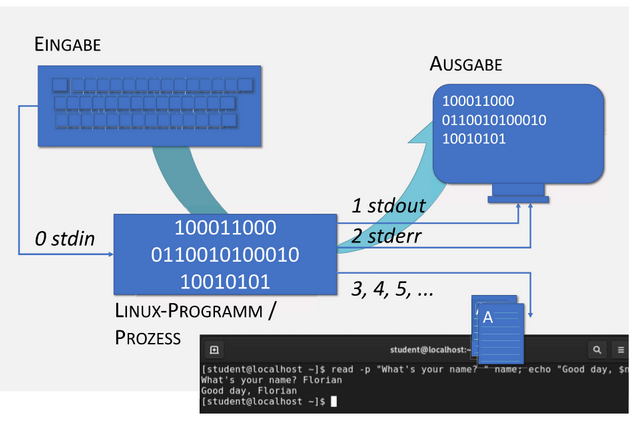 EINGABE
AUSGABE
100011000
0110010100010
10010101
1 stdout
0 stdin
2 stderr
100011000
0110010100010
10010101
3, 4, 5, ...
LINUX-PROGRAMM /
PROZESS
A
student@localhost:~
[student@localhost ~]$ read -p "What's your name? " name; echo "Good day, $n
What's your name? Florian
Good day, Florian
[student@localhost ~]$